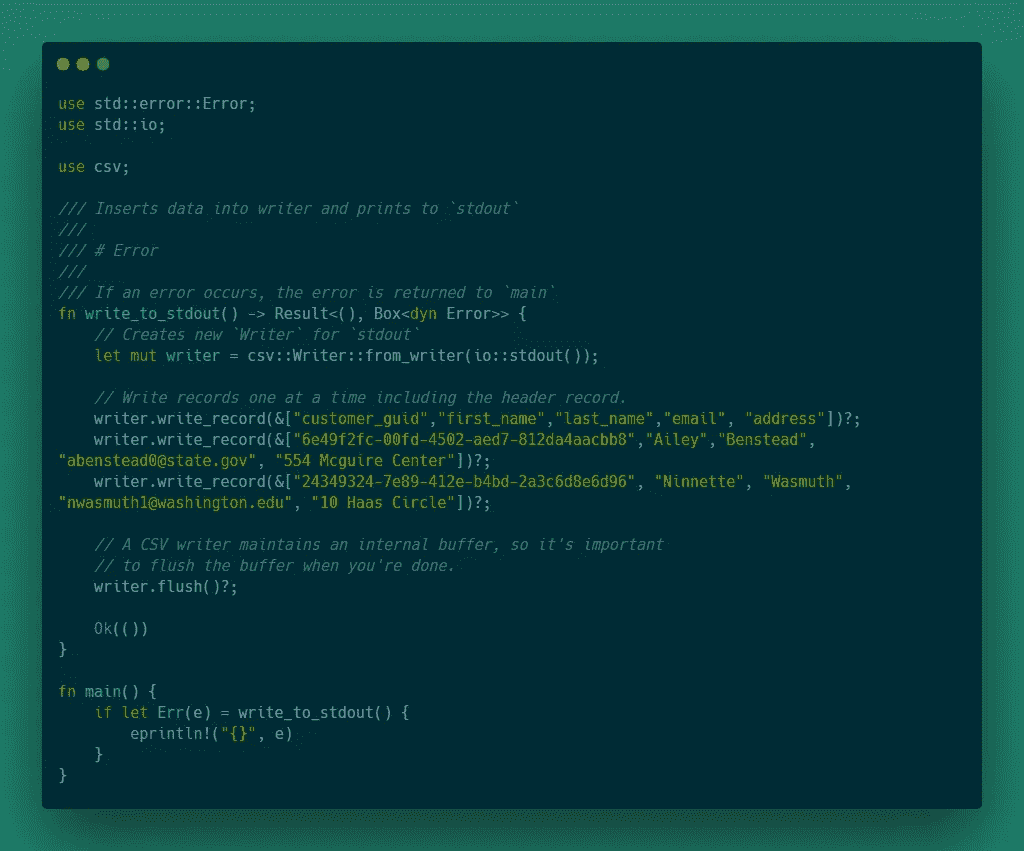 use std::error::Error;
use std::io;

use csv;

/// Inserts data into writer and prints to `stdout`
///
/// # Error
///
/// If an error occurs, the error is returned to `main`
fn write_to_stdout() -> Result<(), Box<dyn Error>> {
    // Creates new `Writer` for `stdout`
    let mut writer = csv::Writer::from_writer(io::stdout());

    // Write records one at a time including the header record.
    writer.write_record(&["customer_guid","first_name","last_name","email", "address"])?;
    writer.write_record(&["6e49f2fc-00fd-4502-aed7-812da4aacbb8","Ailey","Benstead",
"abenstead0@state.gov", "554 Mcguire Center"])?;
    writer.write_record(&["24349324-7e89-412e-b4bd-2a3c6d8e6d96", "Ninnette", "Wasmuth",
"nwasmuth1@washington.edu", "10 Haas Circle"])?;

    // A CSV writer maintains an internal buffer, so it's important
    // to flush the buffer when you're done.
    writer.flush()?;

    Ok(())
}

fn main() {
    if let Err(e) = write_to_stdout() {
        eprintln!("{}", e)
    }
}